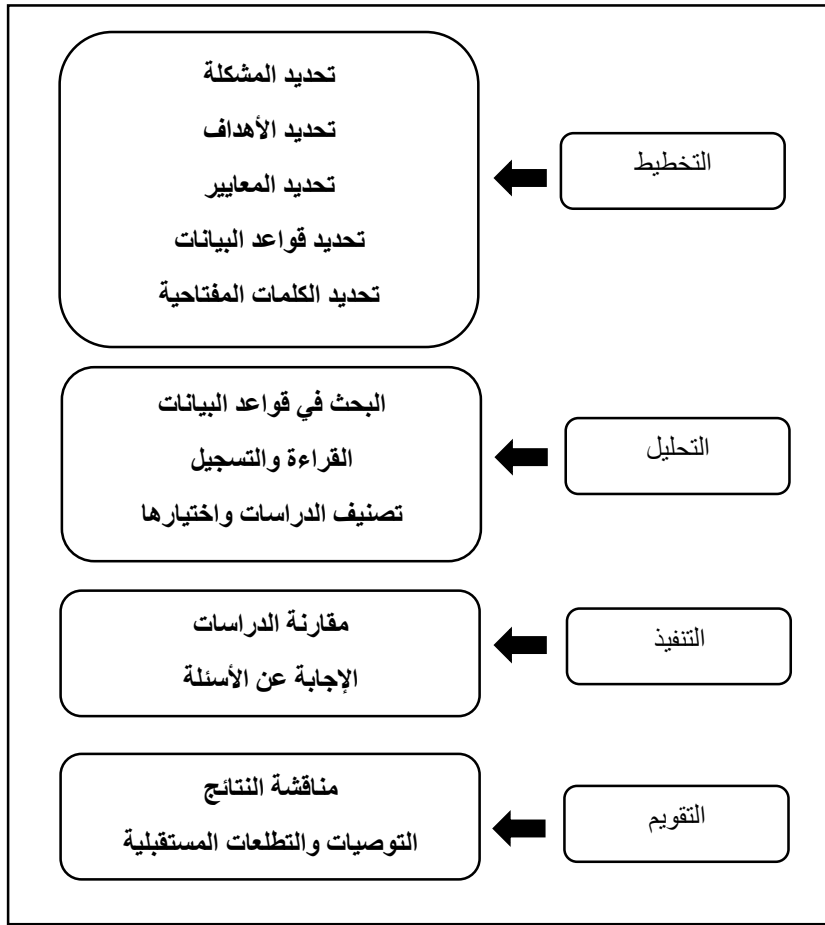 التخطيط
تحديد المشكلة
تحديد الأهداف
تحديد المعايير
تحديد قواعد البيانات
تحديد الكلمات المفتاحية
التحليل
البحث في قواعد البيانات
القراءة والتسجيل
تصنيف الدراسات واختيارها
التنفيذ
مقارنة الدراسات
الإجابة عن الأسئلة
التقويم
مناقشة النتائج
التوصيات والتطلعات المستقبلية